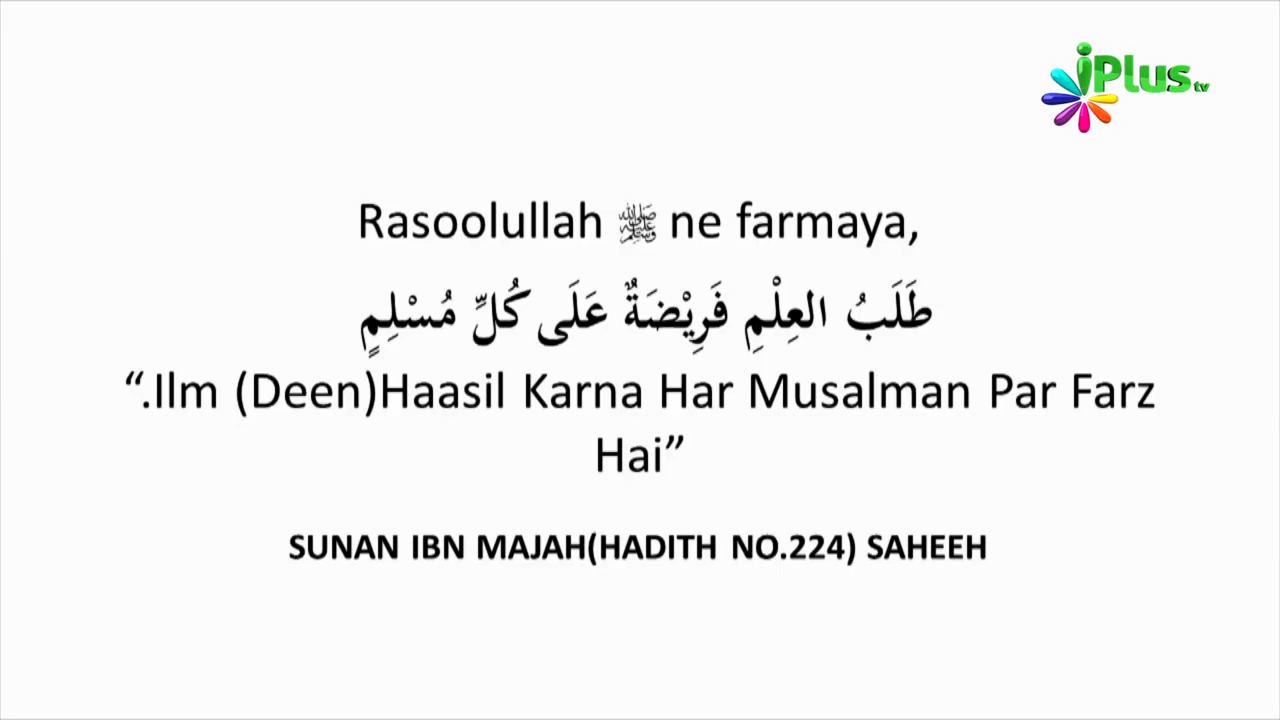 iPlus tv
Rasoolullah ﷺ ne farmaya,
طَلَبُ العِلْمِ فَرِيْضَةٌ عَلَى كُلِّ مُسْلِمٍ
“.Ilm (Deen)Haasil Karna Har Musalman Par Farz
Hai”
SUNAN IBN MAJAH(HADITH NO.224) SAHEEH